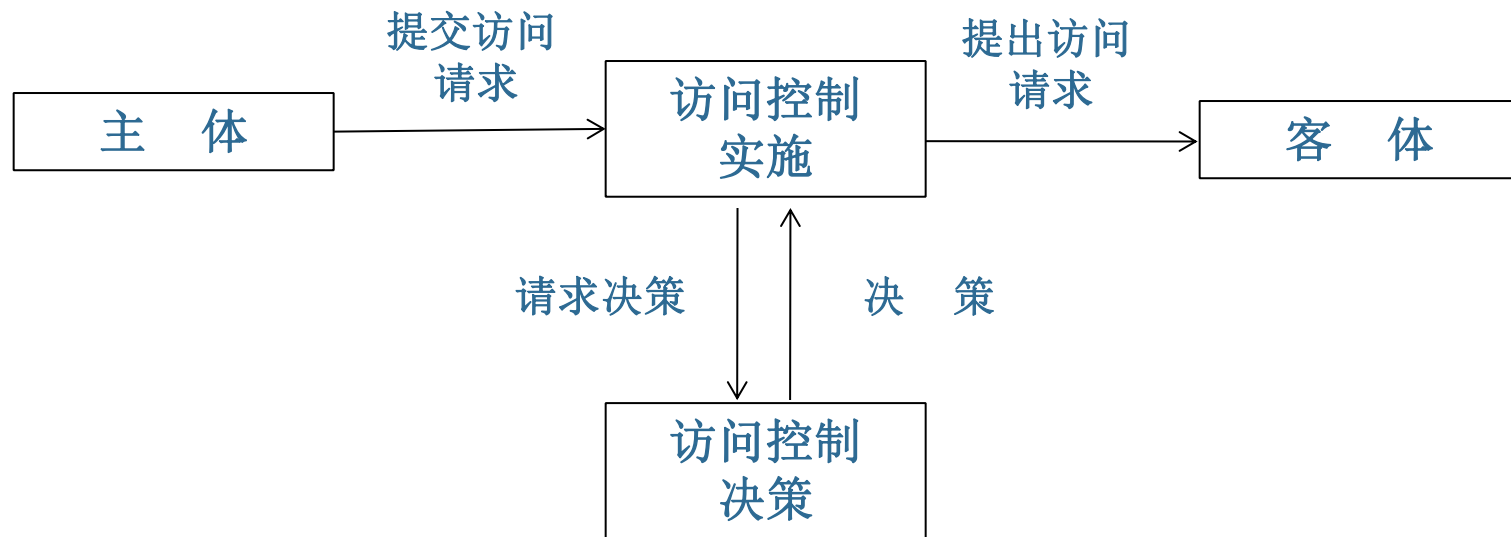 提交访问
请求
提出访问
请求
主 体
访问控制
实施
客 体
请求决策
决 策
访问控制
决策